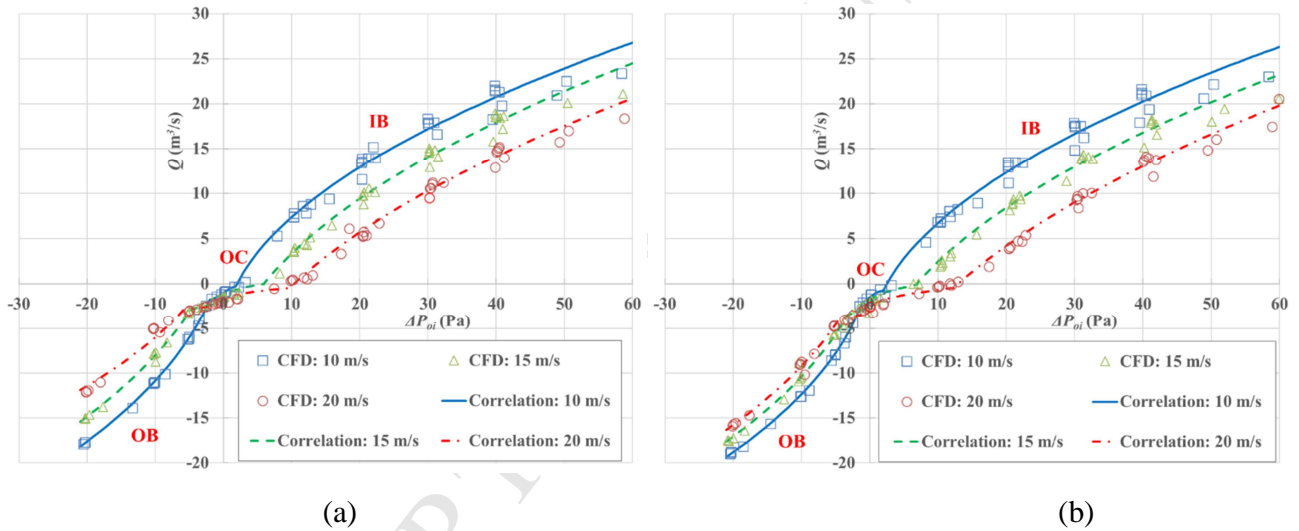 30
25
20
15
10
5
0
-5
-10
-15
-20
-30 -20 -10 0 10 20 30 40 50 60
Q (m³/s)
ΔPoi (Pa)
IB
OC
OB
CFD: 10 m/s CFD: 15 m/s
CFD: 20 m/s Correlation: 10 m/s
Correlation: 15 m/s Correlation: 20 m/s
(a)
30
25
20
15
10
5
0
-5
-10
-15
-20
-30 -20 -10 0 10 20 30 40 50 60
Q (m³/s)
ΔPoi (Pa)
IB
OC
OB
CFD: 10 m/s CFD: 15 m/s
CFD: 20 m/s Correlation: 10 m/s
Correlation: 15 m/s Correlation: 20 m/s
(b)